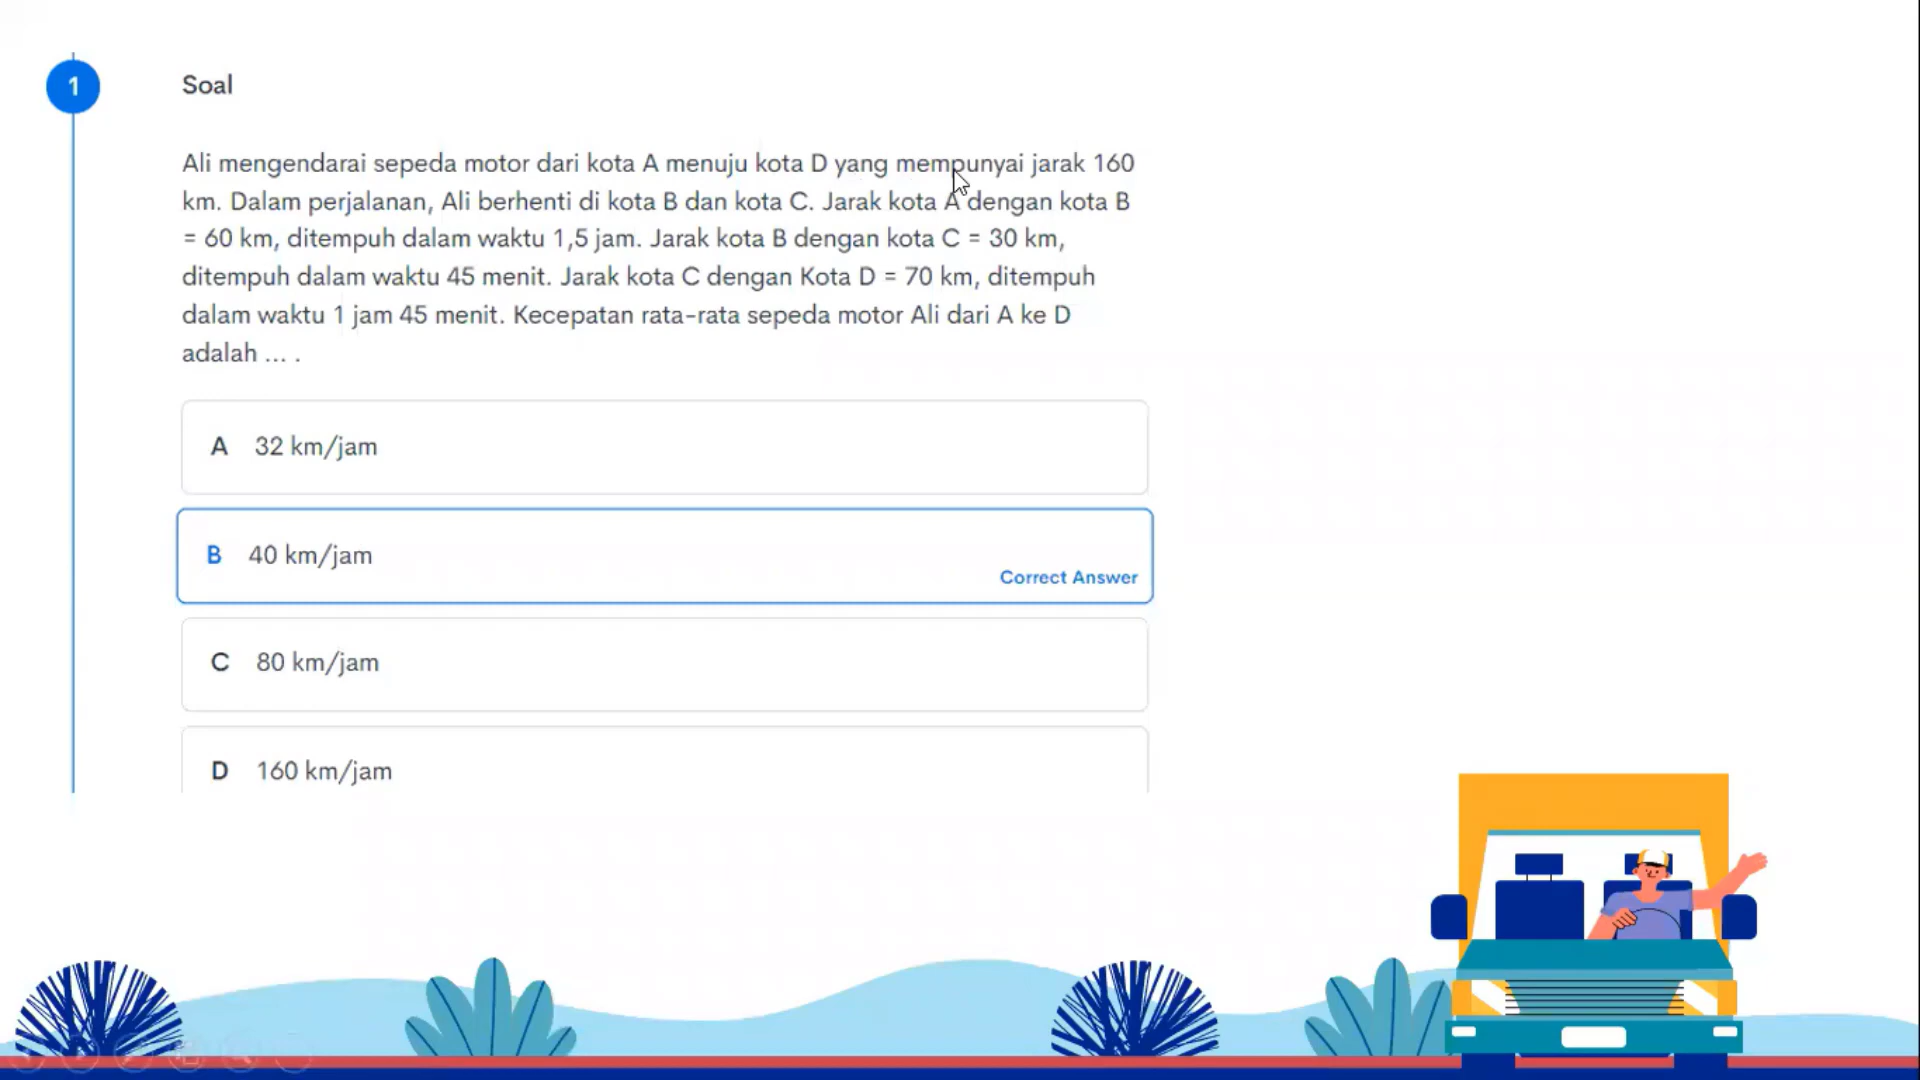 1
Soal
Ali mengendarai sepeda motor dari kota A menuju kota D yang mempunyai jarak 160
km. Dalam perjalanan, Ali berhenti di kota B dan kota C. Jarak kota A dengan kota B
= 60 km, ditempuh dalam waktu 1,5 jam. Jarak kota B dengan kota C = 30 km,
ditempuh dalam waktu 45 menit. Jarak kota C dengan Kota D = 70 km, ditempuh
dalam waktu 1 jam 45 menit. Kecepatan rata-rata sepeda motor Ali dari A ke D
adalah ... .
A 32 km/jam
B 40 km/jam
Correct Answer
C 80 km/jam
D 160 km/jam